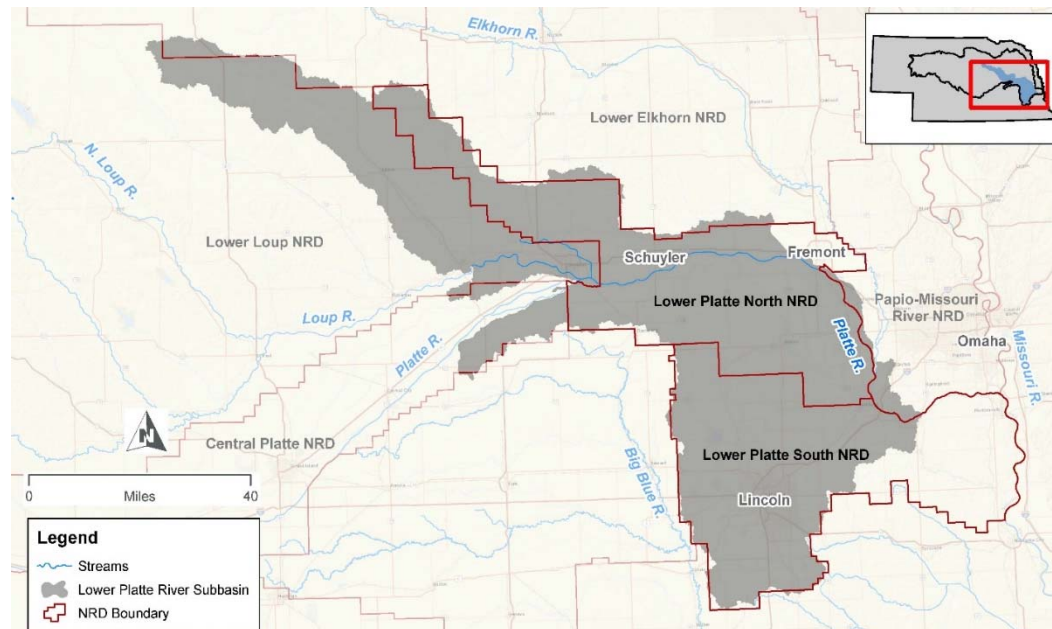 Elkhorn R.
Lower Elkhorn NRD
N. Loup R.
Lower Loup NRD
Schuyler
Fremont
Lower Platte North NRD
Papio-Missouri
River NRD
Omaha
Loup R.
Platte R.
Platte R.
Missouri R.
N
Central Platte NRD
Big Blue R.
Lower Platte South NRD
Lincoln
0 40
Miles
Legend
Streams
Lower Platte River Subbasin
NRD Boundary